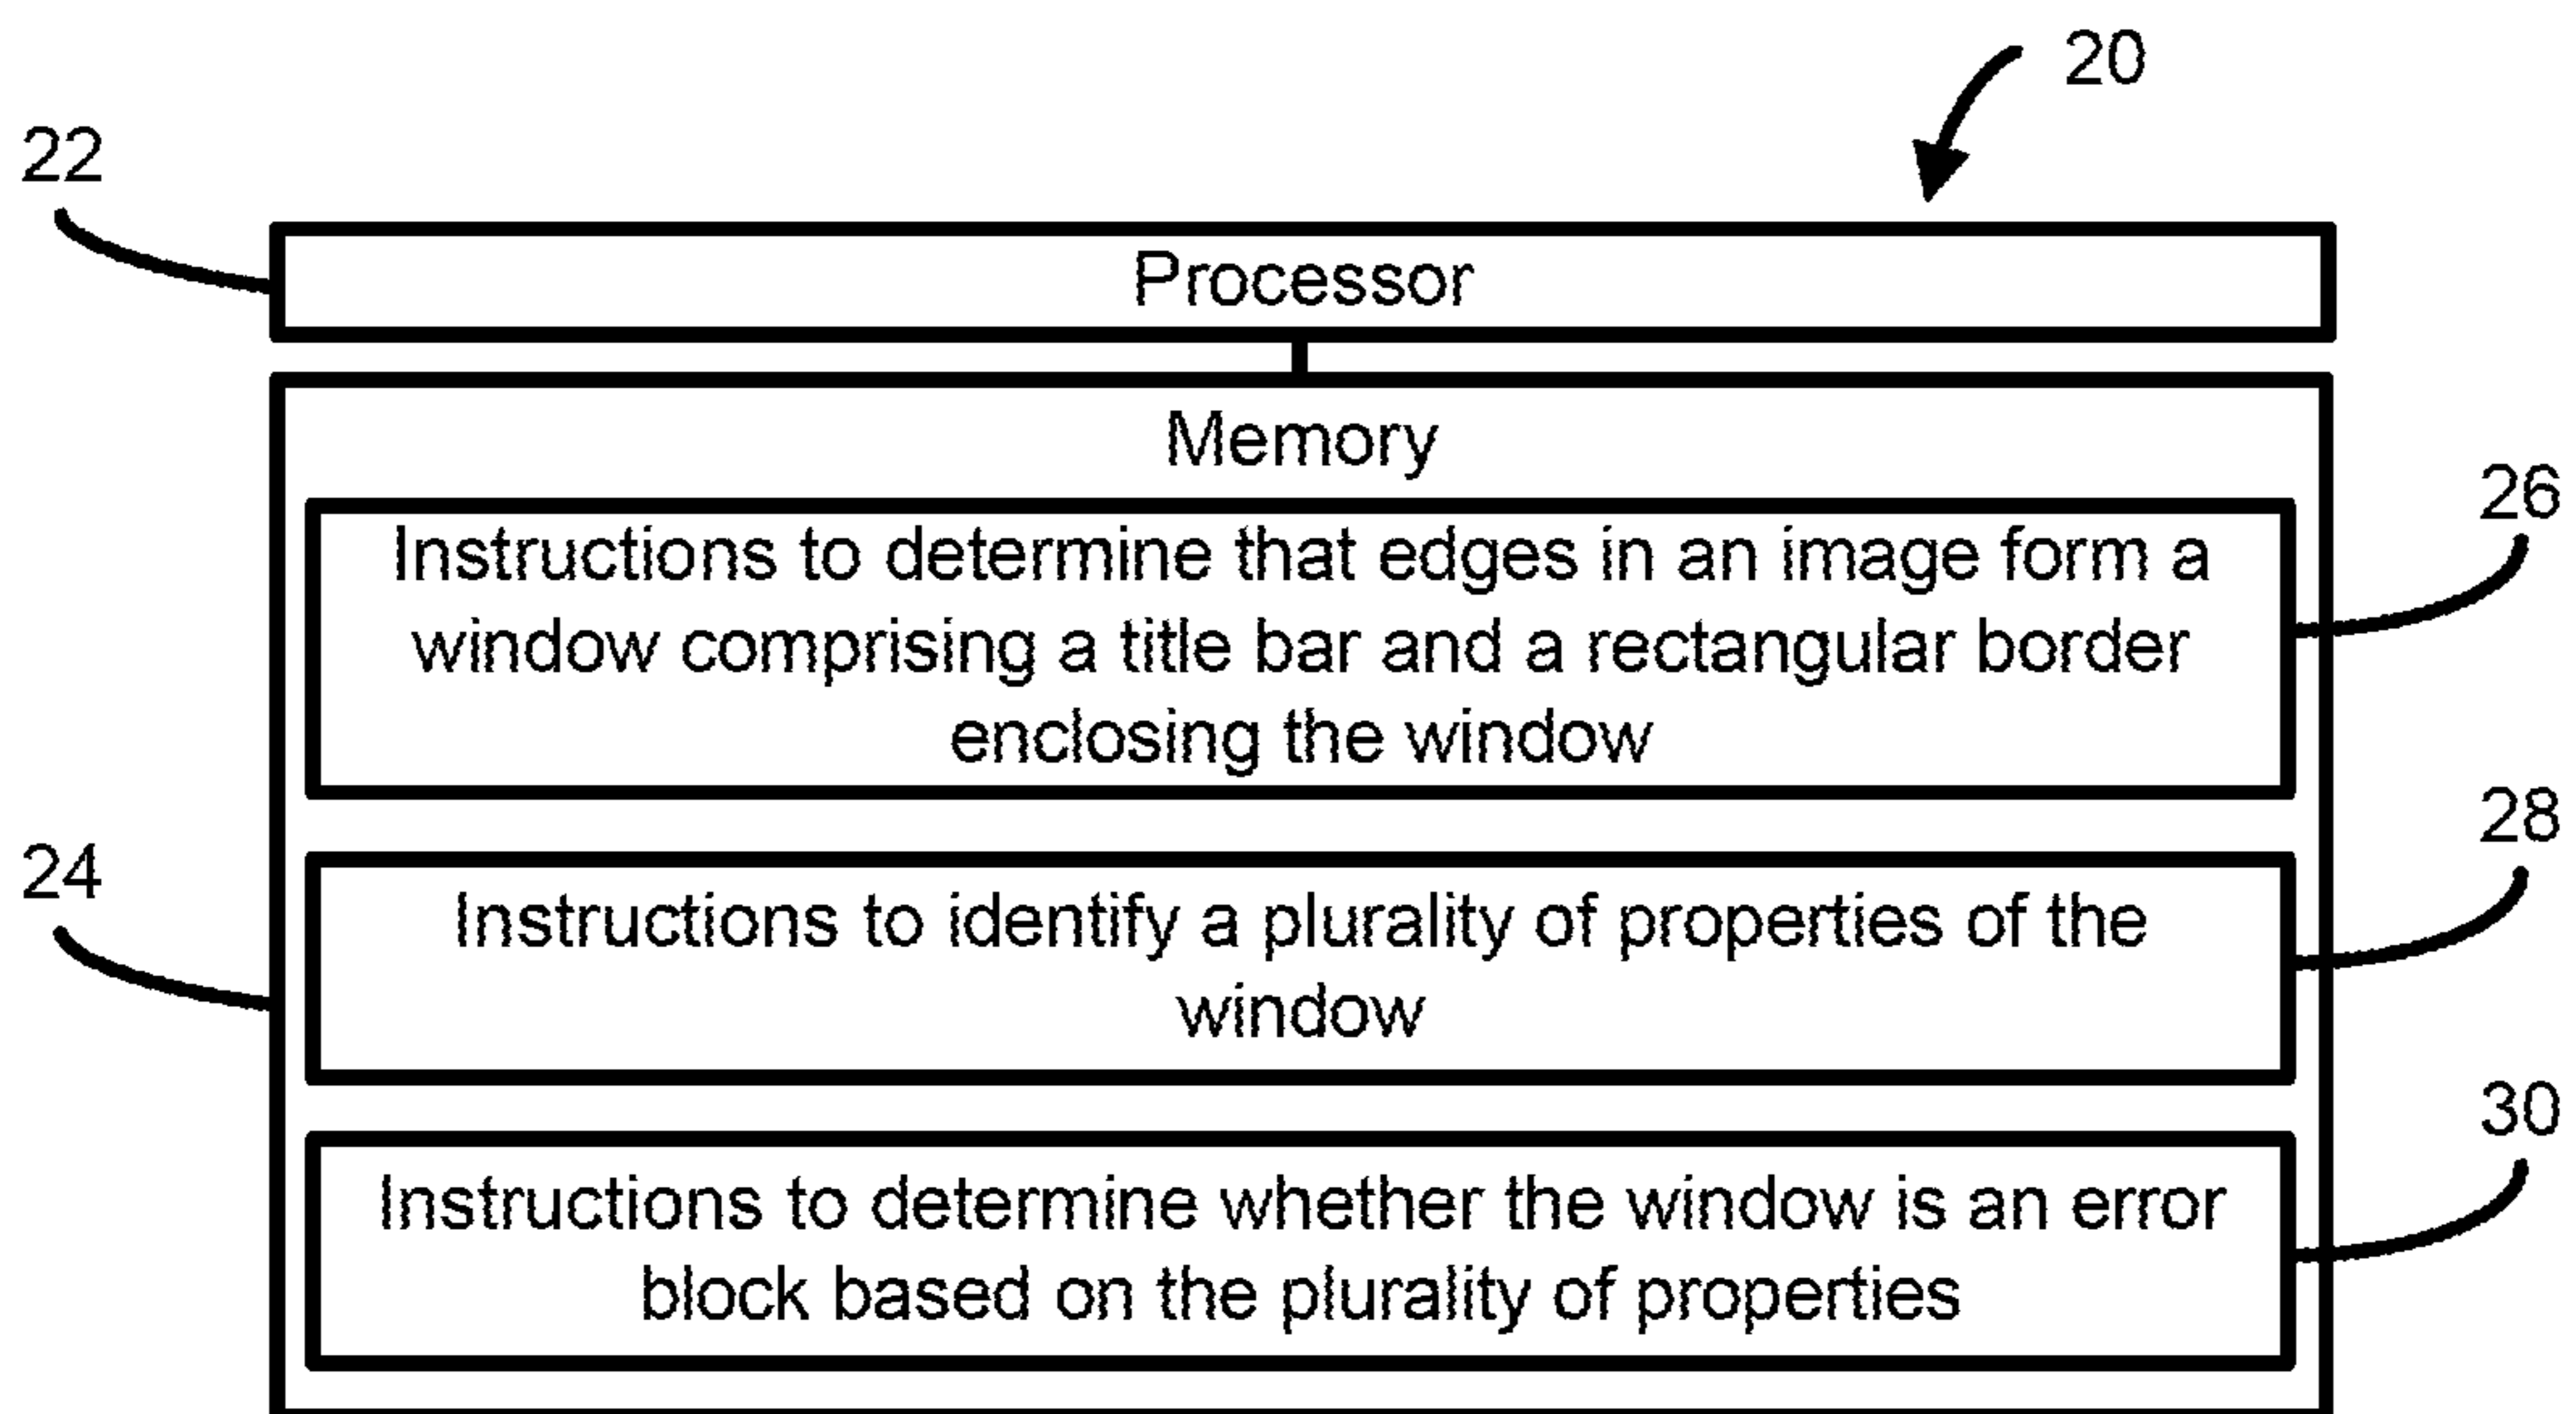 20
22
Processor
Memory
26
Instructions to determine that edges in an image form a
window comprising a title bar and a rectangular border
enclosing the window
28
24
Instructions to identify a plurality of properties of the
window
30
Instructions to determine whether the window is an error
block based on the plurality of properties